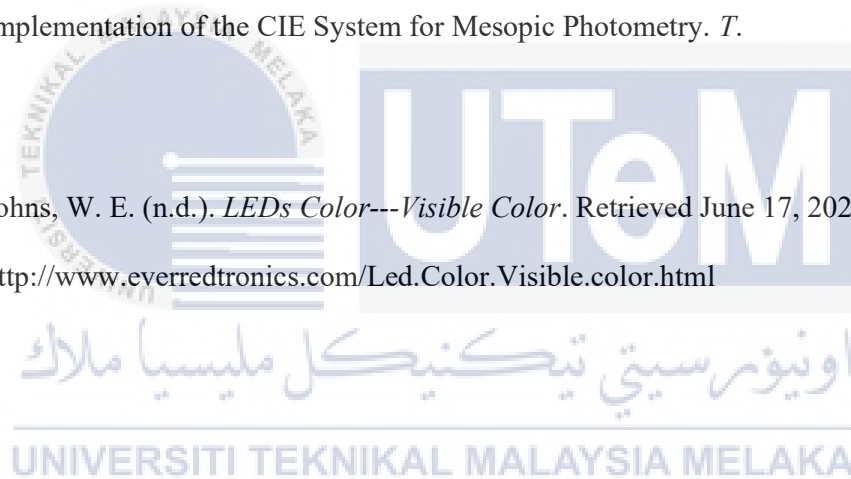 mplementation of the CIE System for Mesopic Photometry. T.
UTeM
ohns, W. E. (n.d.). LEDs Color---Visible Color. Retrieved June 17, 202
ttp://www.everredtronics.com/Led.Color.Visible.color.html
اونيۏرسيتي تيکنيکل مليسيا ملاك
UNIVERSITI TEKNIKAL MALAYSIA MELAKA